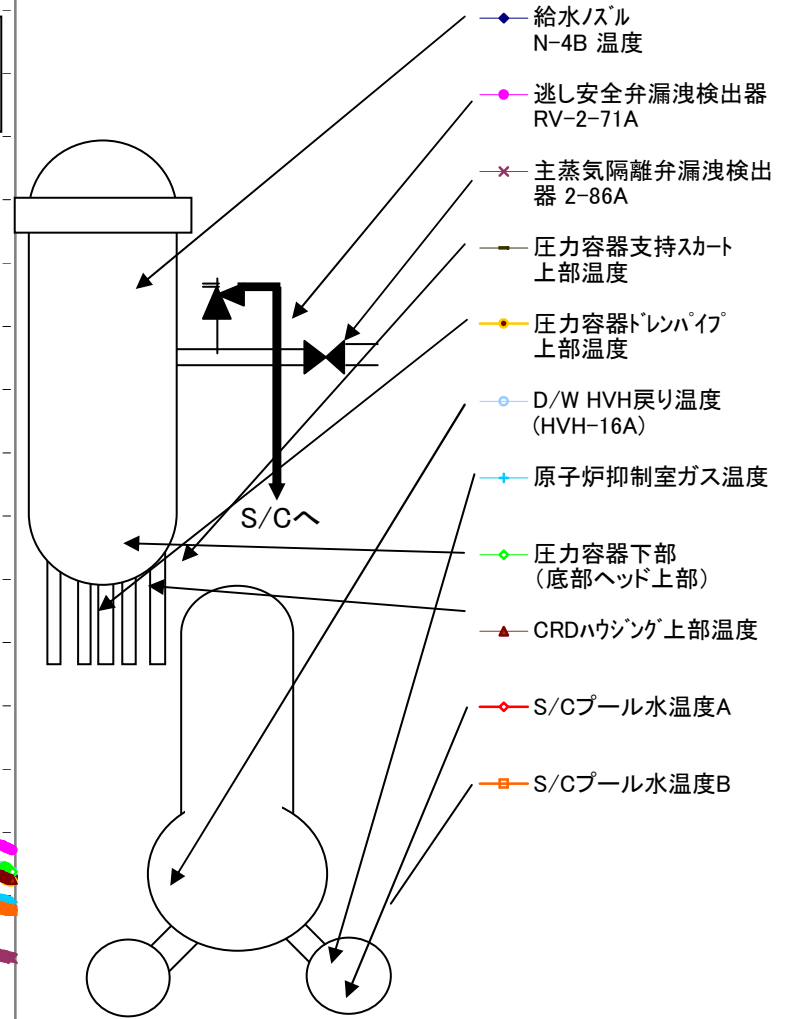 給水ノズル
N-4B 温度
逃し安全弁漏洩検出器
RV-2-71A
主蒸気隔離弁漏洩検出
器 2-86A
圧力容器支持スカート
上部温度
圧力容器ドレンパイプ
上部温度
D/W HVH戻り温度
(HVH-16A)
原子炉抑制室ガス温度
S/Cへ
圧力容器下部
（底部ヘッド上部）
CRDハウジング上部温度
S/Cプール水温度A
S/Cプール水温度B